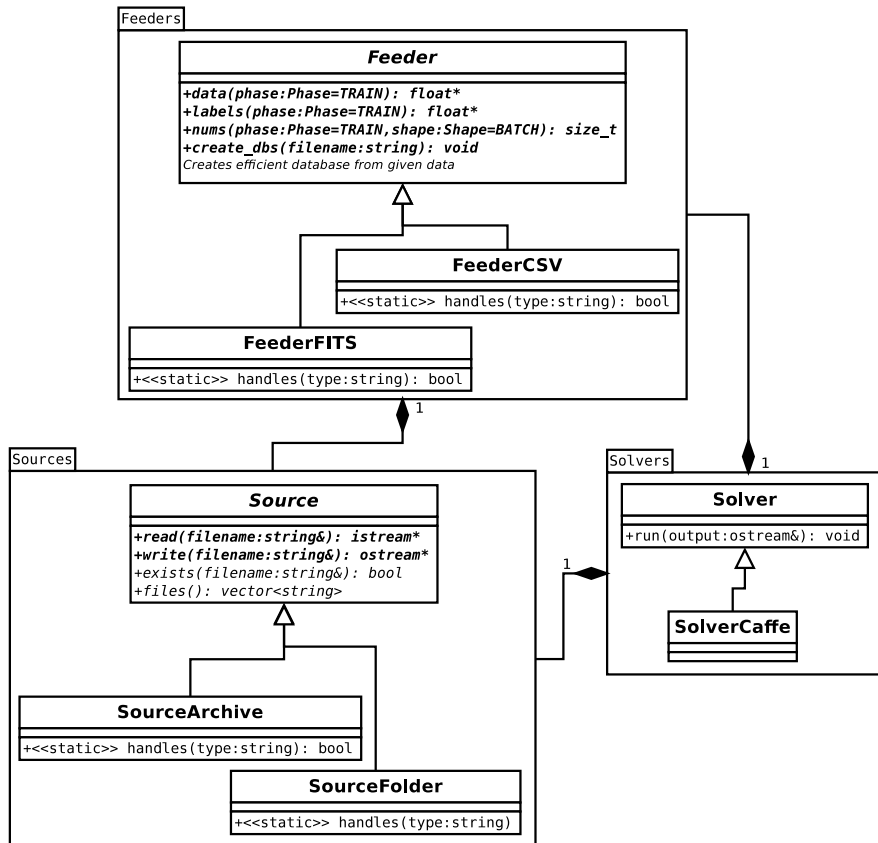 Feeders
Feeder
+data(phase:Phase=TRAIN): float*
+labels(phase:Phase=TRAIN): float*
+nums(phase:Phase=TRAIN,shape:Shape=BATCH): size_t
+create_dbs(filename:string): void
Creates efficient database from given data
FeederCSV
+<<static>> handles(type:string): bool
FeederFITS
+<<static>> handles(type:string): bool
1
Sources
Source
+read(filename:string&): istream*
+write(filename:string&): ostream*
+exists(filename:string&): bool
+files(): vector<string>
SourceArchive
+<<static>> handles(type:string): bool
SourceFolder
+<<static>> handles(type:string)
1
Solvers
1
Solver
+run(output:ostream&): void
SolverCaffe